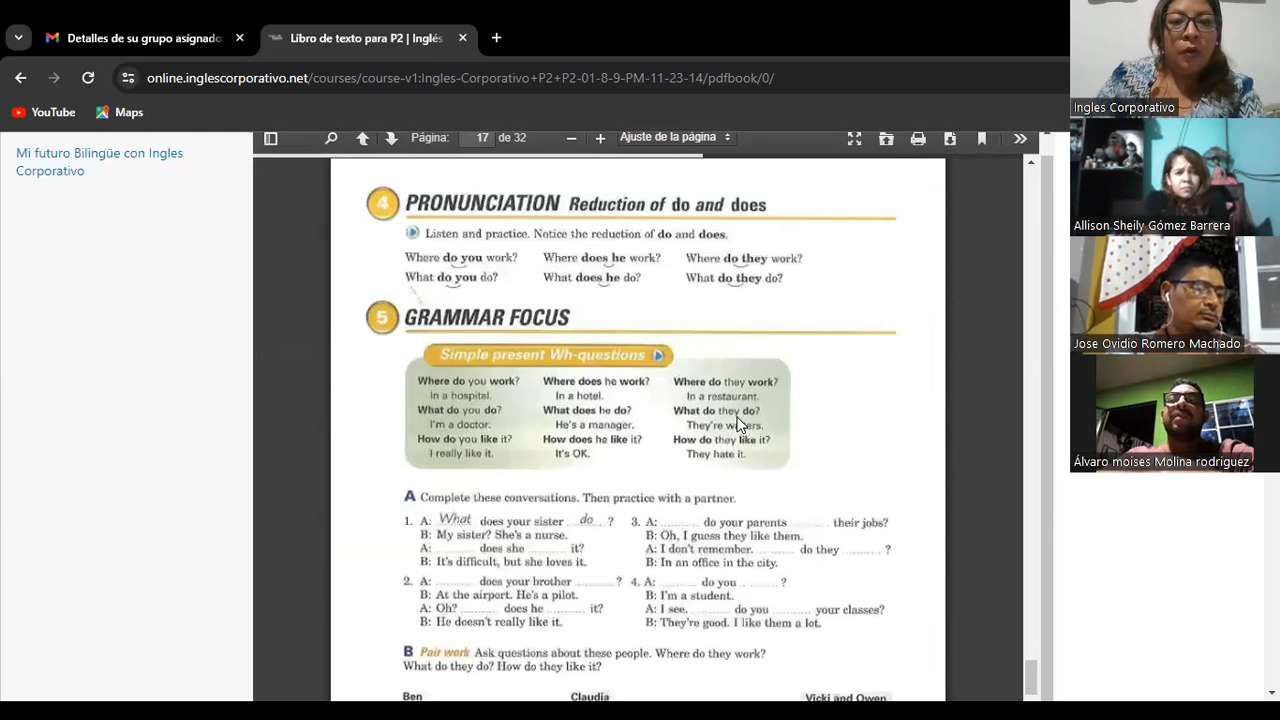 Detalles de su grupo asignado
Libro de texto para P2 | Inglés
online.inglescorporativo.net/courses/course-v1:Ingles-Corporativo+P2+P2-01-8-9-PM-11-23-14/pdfbook/0/
YouTube
Maps
Mi futuro Bilingüe con Ingles
Corporativo
Página: 17 de 32
Ajuste de la página
4 PRONUNCIATION Reduction of do and does
Listen and practice. Notice the reduction of do and does.
Where do you work? Where does he work? Where do they work?
What do you do? What does he do? What do they do?
5 GRAMMAR FOCUS
Simple present Wh-questions
Where do you work? Where does he work? Where do they work?
In a hospital. In a hotel. In a restaurant.
What do you do? What does he do? What do they do?
I'm a doctor. He's a manager. They're
How do you like it? How does he like it? How do they like it?
I really like it. It's OK. They hate it.
A Complete these conversations. Then practice with a partner.
1. A: What does your sister do ?
B: My sister? She's a nurse.
A: ........ does she ........ it?
B: It's difficult, but she loves it.
2. A: ........ does your brother ........ ?
B: At the airport. He's a pilot.
A: Oh? ........ does he ........ it?
B: He doesn't really like it.
3. A: ........ do your parents ........ their jobs?
B: Oh, I guess they like them.
A: I don't remember. ........ do they ........ ?
B: In an office in the city.
4. A: ........ do you ........ ?
B: I'm a student.
A: I see. ........ do you ........ your classes?
B: They're good. I like them a lot.
B Pair work Ask questions about these people. Where do they work?
What do they do? How do they like it?
Ben Claudia Vicki and Owen
Ingles Corporativo
Allison Sheily Gómez Barrera
Jose Ovidio Romero Machado
Álvaro moises Molina rodriguez